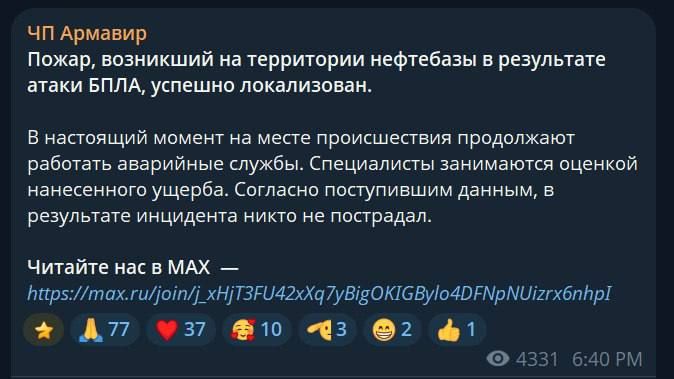 ЧП Армавир
Пожар, возникший на территории нефтебазы в результате
атаки БПЛА, успешно локализован.
В настоящий момент на месте происшествия продолжают
работать аварийные службы. Специалисты занимаются оценкой
нанесенного ущерба. Согласно поступившим данным, в
результате инцидента никто не пострадал.
Читайте нас в MAX —
https://max.ru/join/j_xHjT3FU42xXq7yBigOKIGBylo4DFNpNUizrx6nhpI
77 37 10 3 2 1
4331 6:40 PM